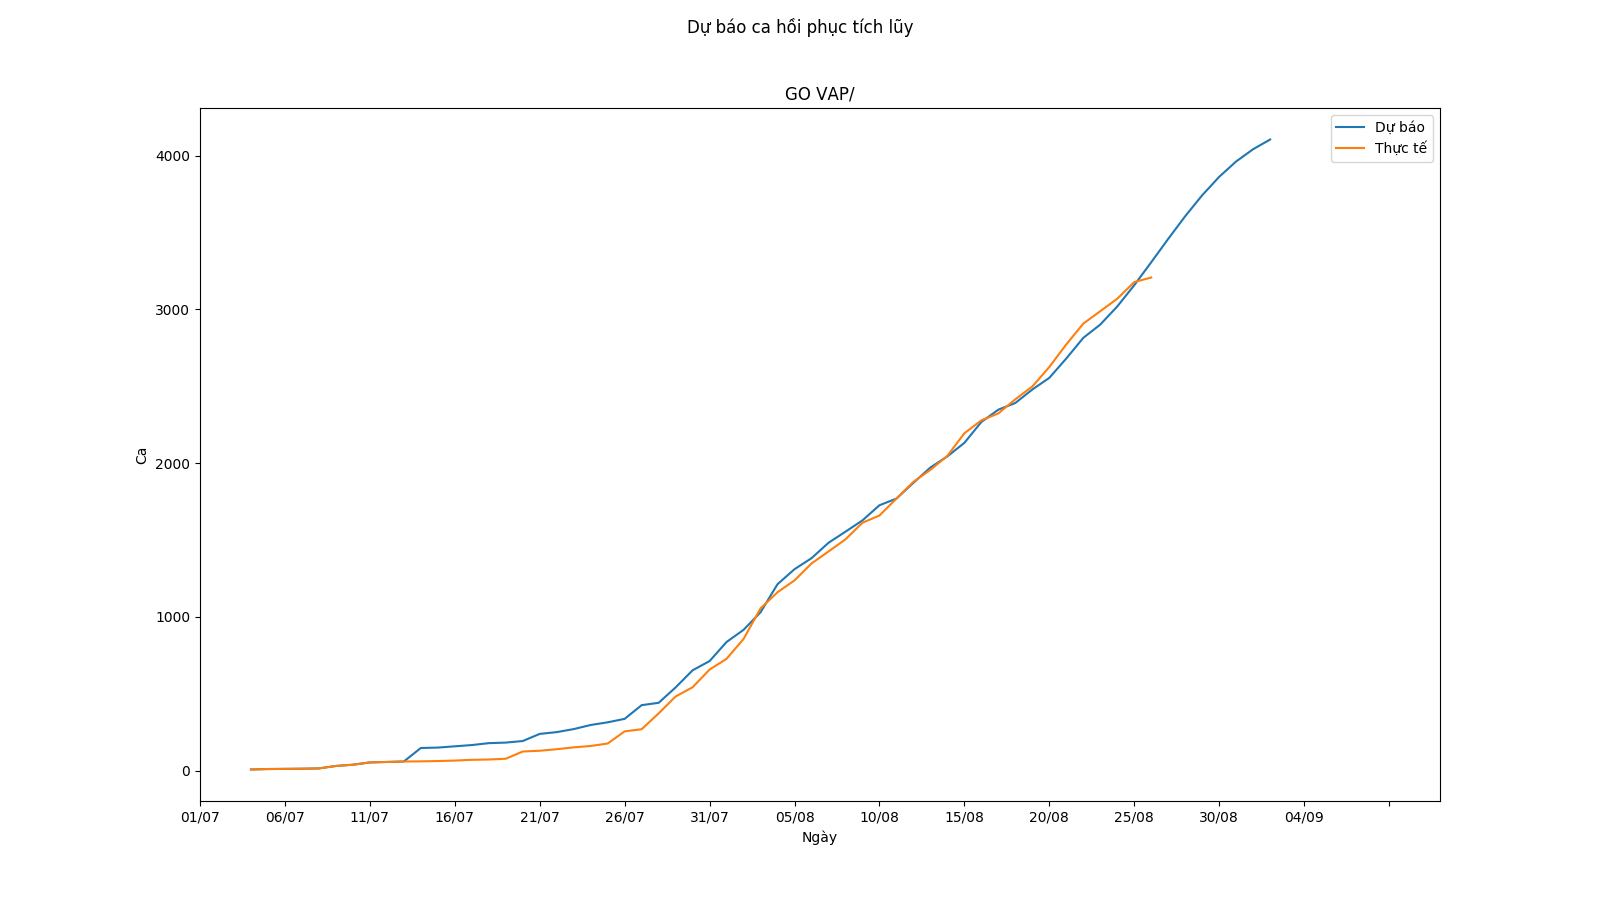 Dự báo ca hồi phục tích lũy
GO VAP/
Dự báo
Thực tế
4000
3000
2000
1000
0
Ca
01/07 06/07 11/07 16/07 21/07 26/07 31/07 05/08 10/08 15/08 20/08 25/08 30/08 04/09
Ngày